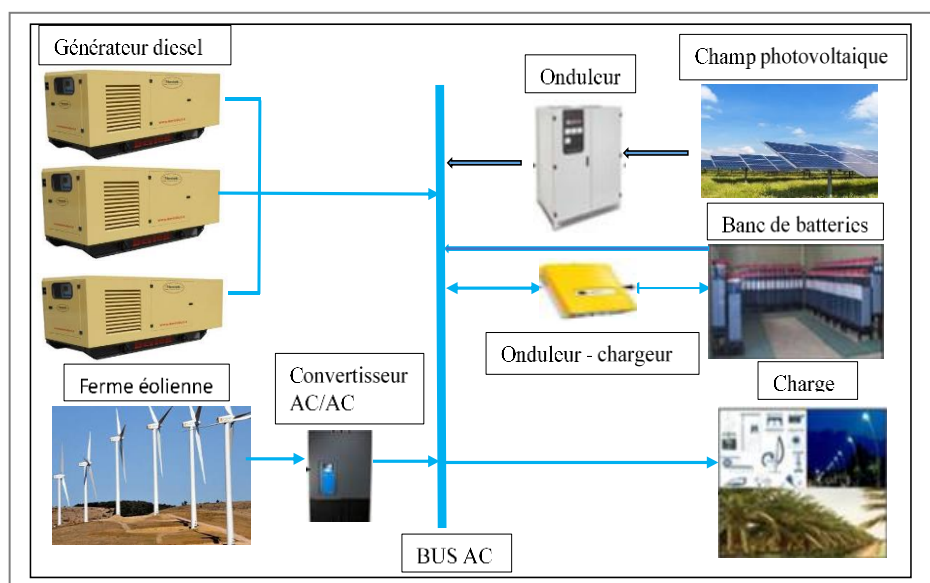 Générateur diesel
Onduleur
Champ photovoltaique
Banc de batteries
Onduleur - chargeur
Ferme éolienne
Convertisseur
AC/AC
Charge
BUS AC